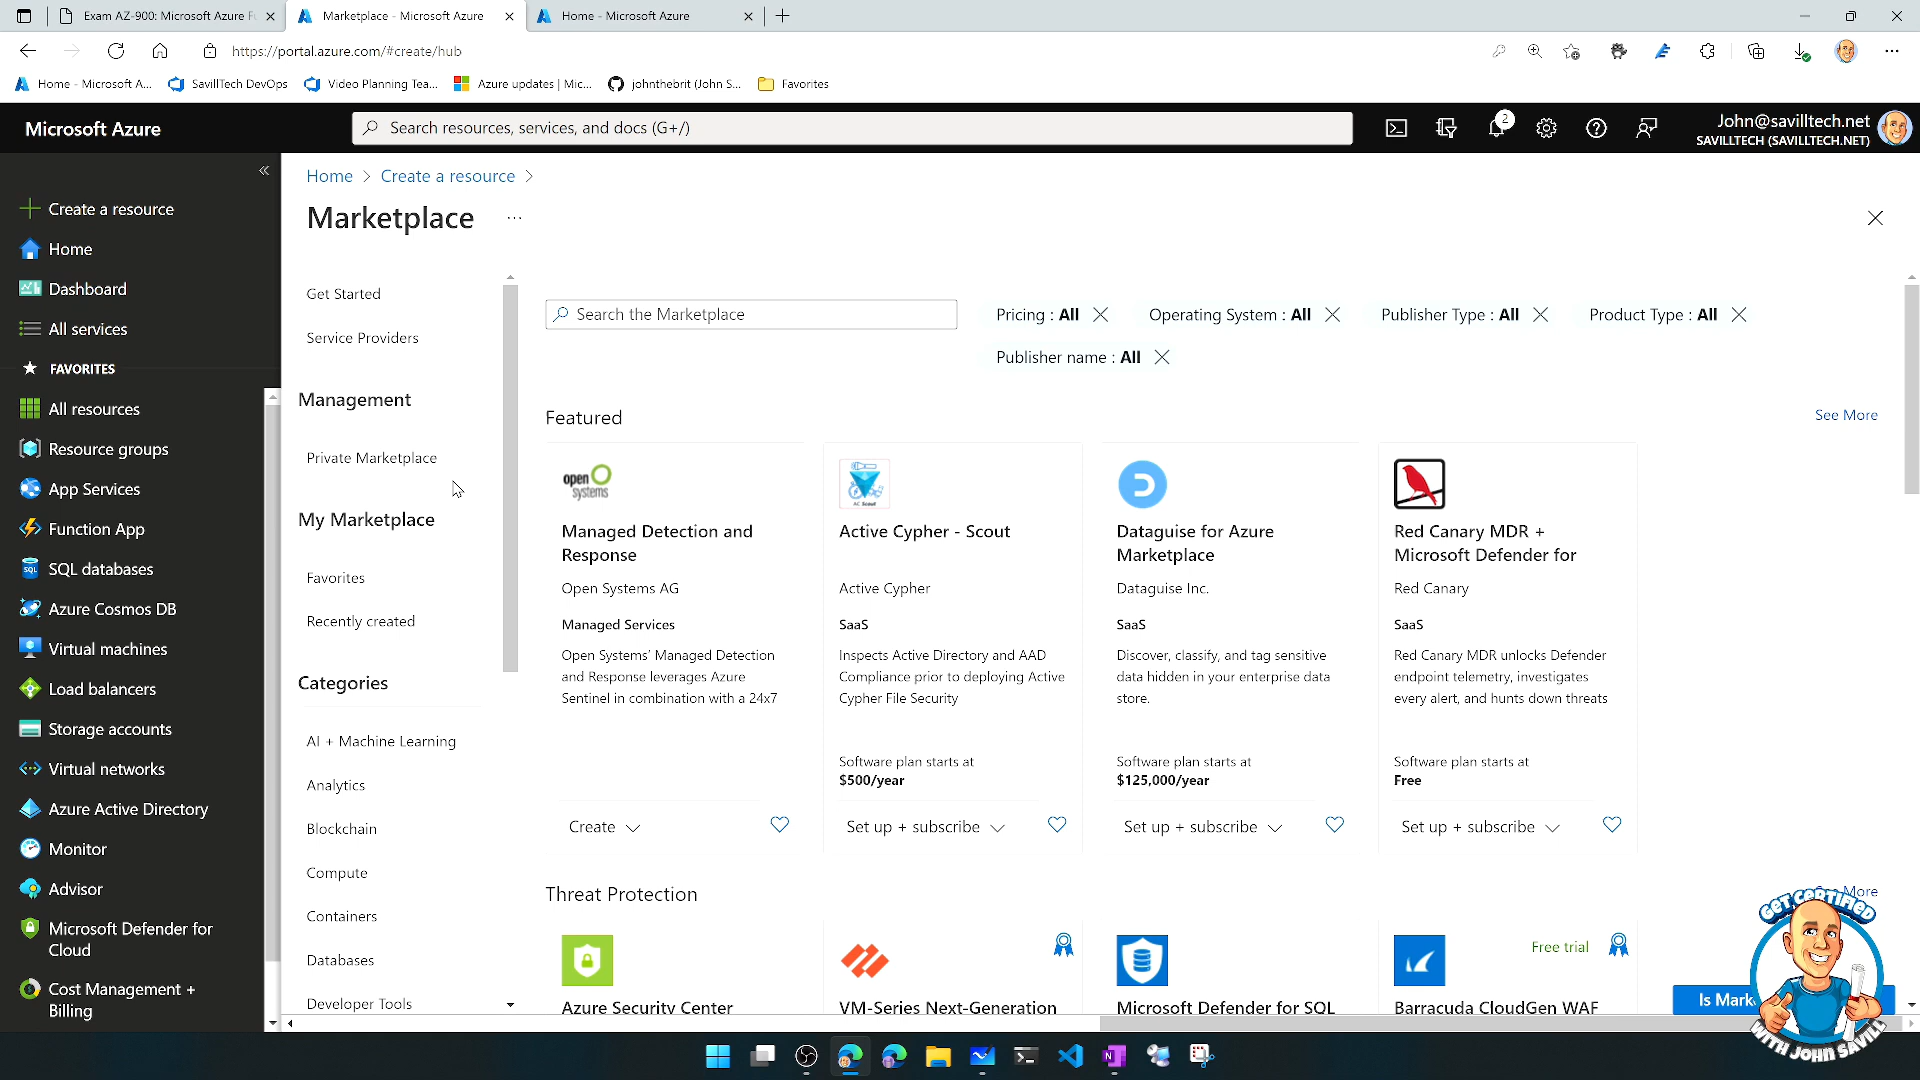 Exam AZ-900: Microsoft Azure F
Marketplace - Microsoft Azure
Home - Microsoft Azure
https://portal.azure.com/#create/hub
Home - Microsoft A...
SavillTech DevOps
Video Planning Tea...
Azure updates | Mic...
johnthebrit (John S...
Favorites
Microsoft Azure
Search resources, services, and docs (G+/)
2
John@savilltech.net
SAVILLTECH (SAVILLTECH.NET)
Create a resource
Home
Dashboard
All services
FAVORITES
All resources
Resource groups
App Services
Function App
SQL databases
Azure Cosmos DB
Virtual machines
Load balancers
Storage accounts
Virtual networks
Azure Active Directory
Monitor
Advisor
Microsoft Defender for
Cloud
Cost Management +
Billing
Home > Create a resource >
Marketplace ...
Get Started
Service Providers
Management
Private Marketplace
My Marketplace
Favorites
Recently created
Categories
AI + Machine Learning
Analytics
Blockchain
Compute
Containers
Databases
Developer Tools
Search the Marketplace
Pricing : All
Operating System : All
Publisher Type : All
Product Type : All
Publisher name : All
Featured
See More
open systems
Managed Detection and
Response
Open Systems AG
Managed Services
Open Systems' Managed Detection
and Response leverages Azure
Sentinel in combination with a 24x7
Create
AC Scout
Active Cypher - Scout
Active Cypher
SaaS
Inspects Active Directory and AAD
Compliance prior to deploying Active
Cypher File Security
Software plan starts at
$500/year
Set up + subscribe
Dataguise for Azure
Marketplace
Dataguise Inc.
SaaS
Discover, classify, and tag sensitive
data hidden in your enterprise data
store.
Software plan starts at
$125,000/year
Set up + subscribe
Red Canary MDR +
Microsoft Defender for
Red Canary
SaaS
Red Canary MDR unlocks Defender
endpoint telemetry, investigates
every alert, and hunts down threats
Software plan starts at
Free
Set up + subscribe
Threat Protection
More
Azure Security Center
VM-Series Next-Generation
Microsoft Defender for SQL
Free trial
Barracuda CloudGen WAF
Is Mark
GET CERTIFIED
WITH JOHN SAVILL